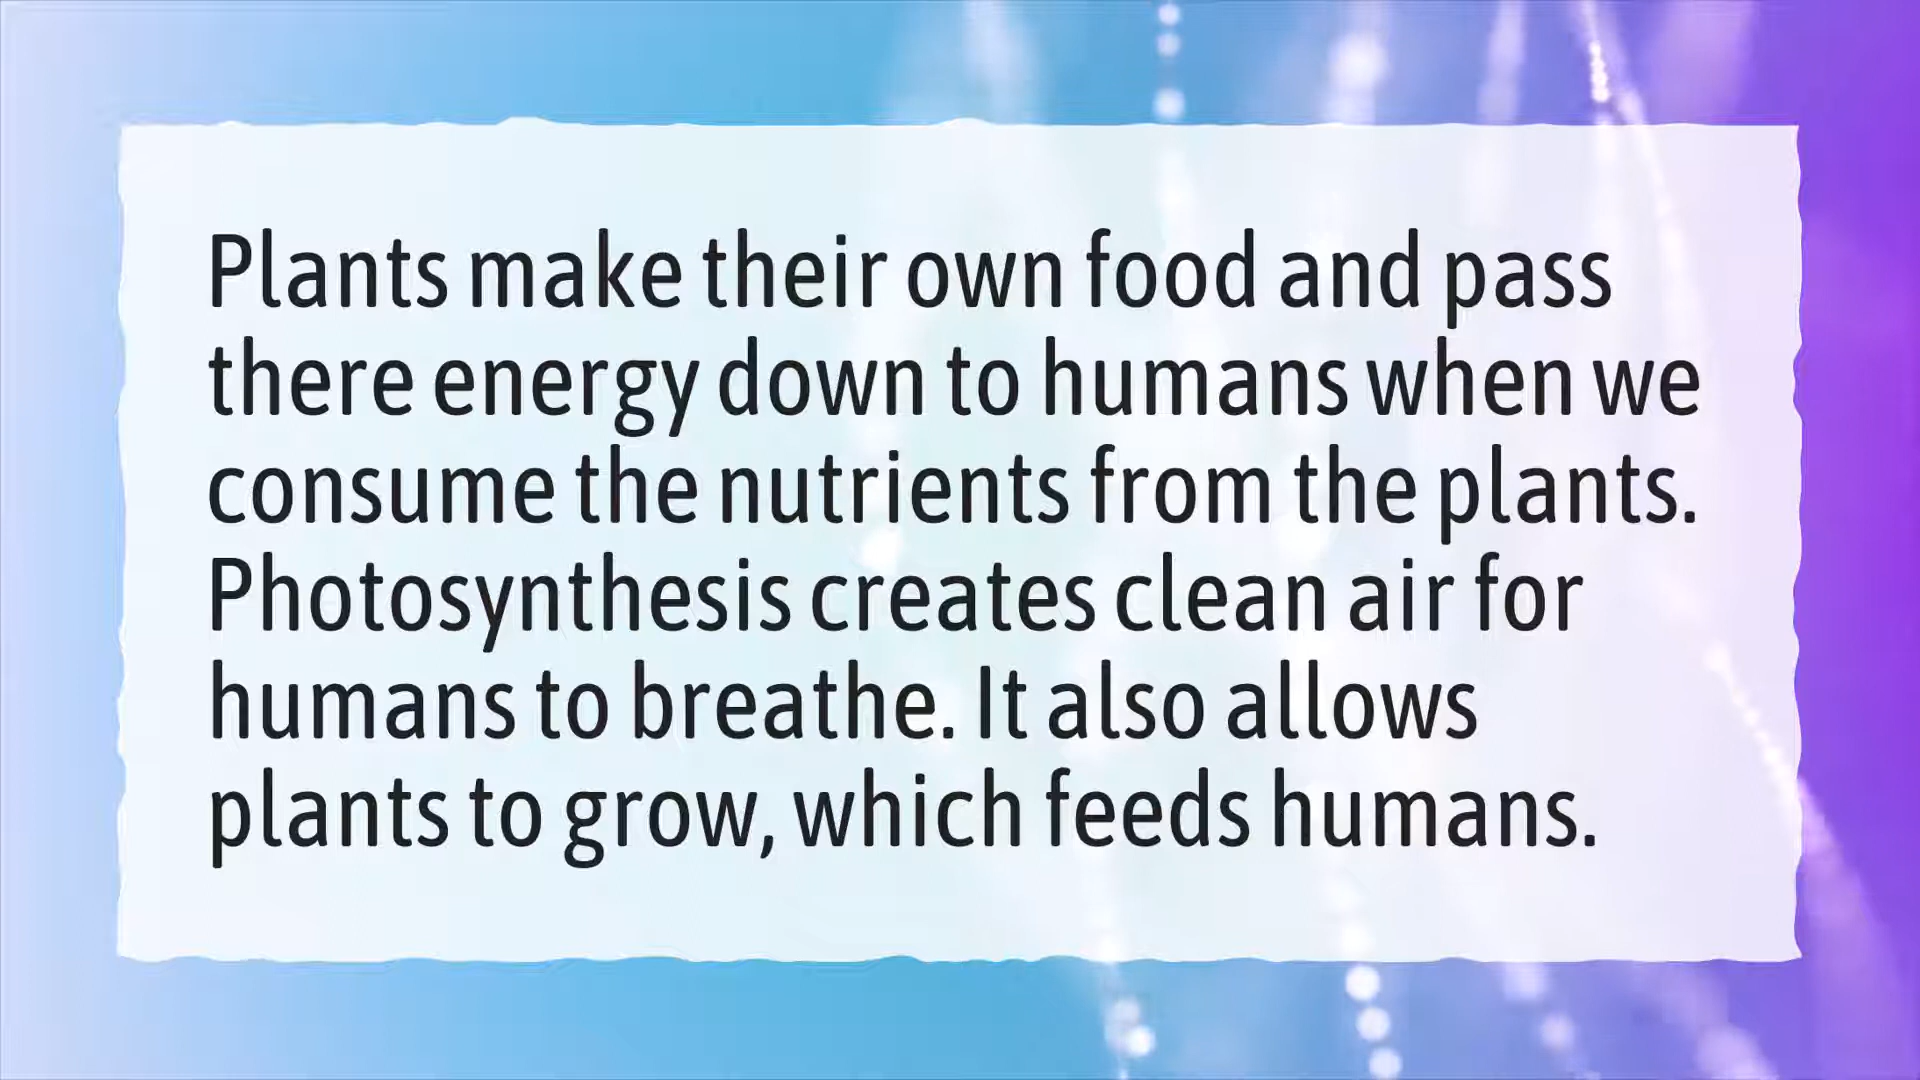 Plants make their own food and pass
there energy down to humans when we
consume the nutrients from the plants.
Photosynthesis creates clean air for
humans to breathe. It also allows
plants to grow, which feeds humans.